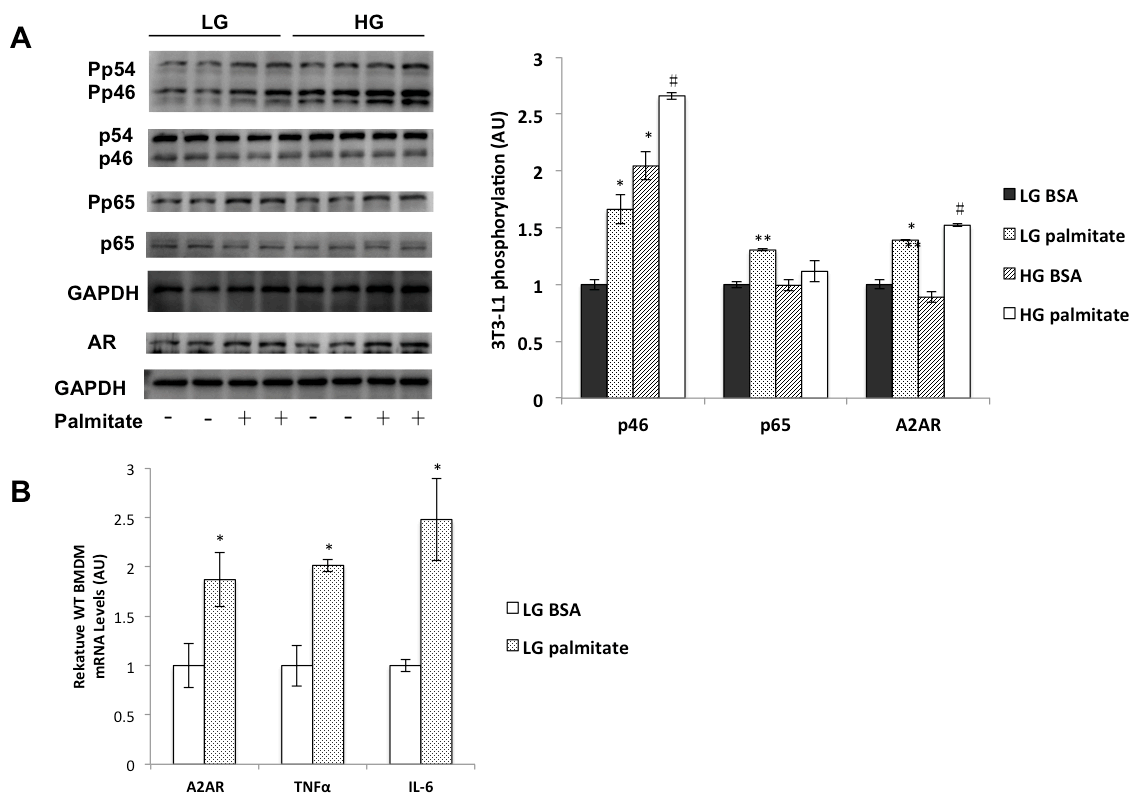 A
LG HG
Pp54
Pp46
p54
p46
Pp65
p65
GAPDH
AR
GAPDH
Palmitate - - + + - - + +
3T3-L1 phosphorylation (AU)
3
2.5
2
1.5
1
0.5
0
*
*
#
**
*
**
#
p46 p65 A2AR
LG BSA
LG palmitate
HG BSA
HG palmitate
B
Rekatuve WT BMDM
mRNA Levels (AU)
3
2.5
2
1.5
1
0.5
0
*
*
*
A2AR TNFα IL-6
LG BSA
LG palmitate